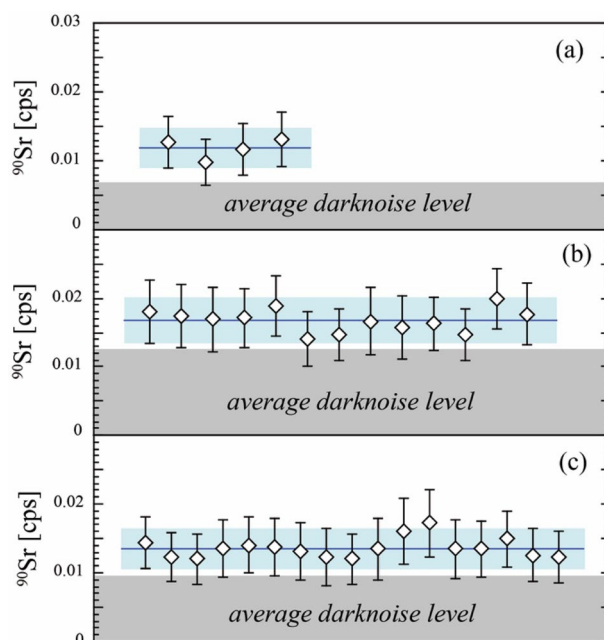 0.03
(a)
0.02
⁹⁰Sr [cps]
0.01
average darknoise level
0
(b)
0.02
⁹⁰Sr [cps]
0.01
average darknoise level
0
(c)
0.02
⁹⁰Sr [cps]
0.01
average darknoise level
0